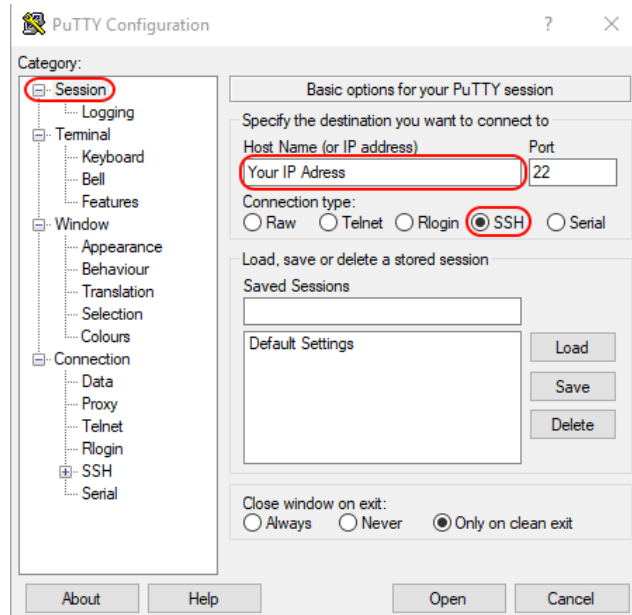 PuTTY Configuration
?
Category:
Session
Logging
Terminal
Keyboard
Bell
Features
Window
Appearance
Behaviour
Translation
Selection
Colours
Connection
Data
Proxy
Telnet
Rlogin
SSH
Serial
Basic options for your PuTTY session
Specify the destination you want to connect to
Host Name (or IP address) Port
Your IP Adress 22
Connection type:
Raw Telnet Rlogin SSH Serial
Load, save or delete a stored session
Saved Sessions
Default Settings
Load
Save
Delete
Close window on exit:
Always Never Only on clean exit
About Help Open Cancel